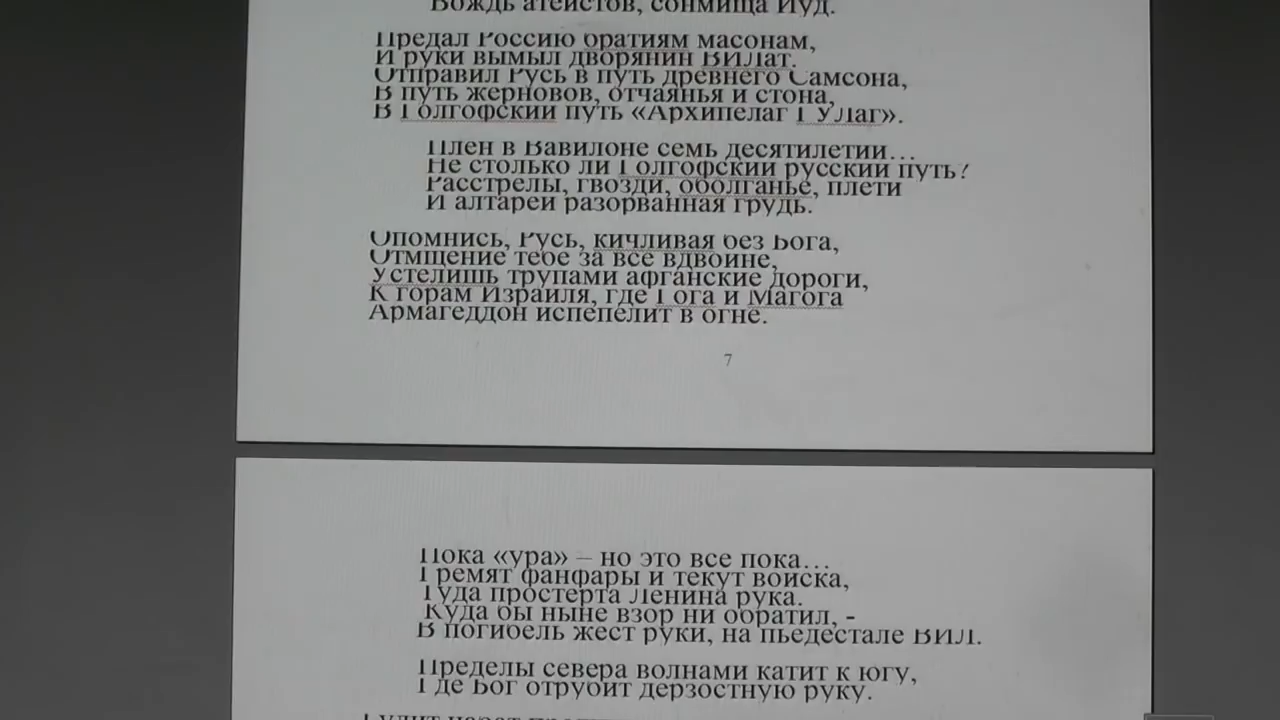 Вождь атеистов, сонмища Иуд.
Предал Россию братиям масонам,
И руки вымыл дворянин ВИЛат.
Отправил Русь в путь древнего Самсона,
В путь жерновов, отчаянья и стона,
В Голгофский путь «Архипелаг ГУЛаг».
Плен в Вавилоне семь десятилетий…
Не столько ли Голгофский русский путь?
Расстрелы, гвозди, оболганье, плети
И алтарей разорванная грудь.
Опомнись, Русь, кичливая без Бога,
Отмщение тебе за все вдвойне,
Устелишь трупами афганские дороги,
К горам Израиля, где Гога и Магога
Армагеддон испепелит в огне.
7
Пока «ура» – но это все пока…
Гремят фанфары и текут войска,
Туда простерта Ленина рука.
Куда бы ныне взор ни обратил, -
В погибель жест руки, на пьедестале ВИЛ.
Пределы севера волнами катит к югу,
Где Бог отрубит дерзостную руку.